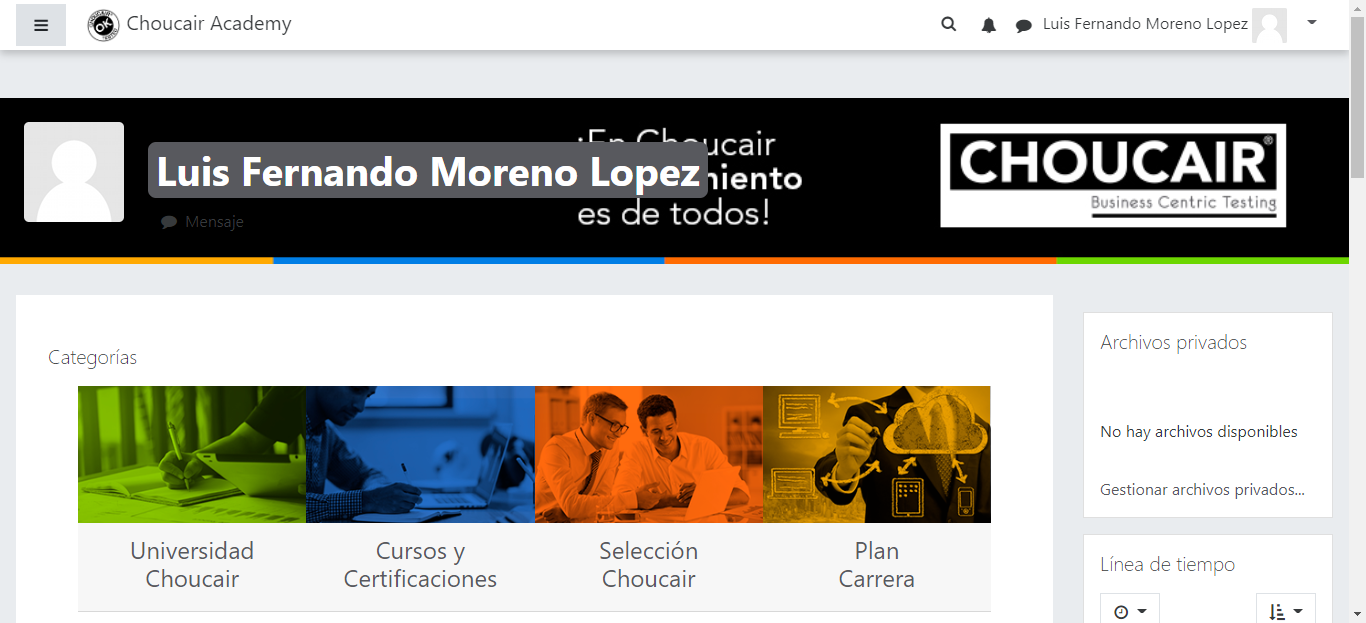 Choucair Academy
Luis Fernando Moreno Lopez
¡En Choucair
Luis Fernando Moreno Lopez
es de todos!
Mensaje
CHOUCAIR®
Business Centric Testing
Categorías
Universidad
Choucair
Cursos y
Certificaciones
Selección
Choucair
Plan
Carrera
Archivos privados
No hay archivos disponibles
Gestionar archivos privados...
Línea de tiempo